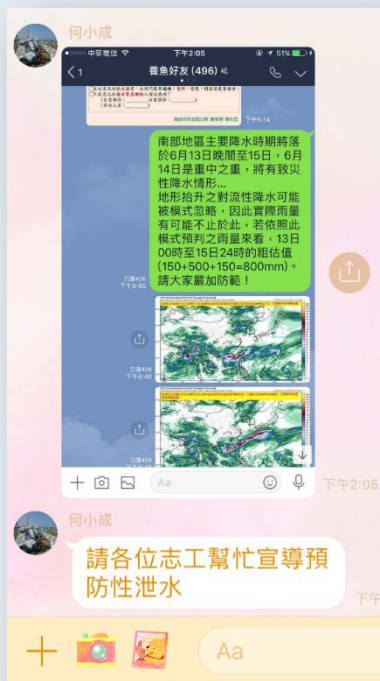 何小成
中華電信
下午2:05
51%
1
養魚好友 (496)
下午6:14
南部地區主要降水時期將落
於6月13日晚間至15日，6月
14日是重中之重，將有致災
性降水情形...
地形抬升之對流性降水可能
被模式忽略，因此實際雨量
有可能不止於此，若依照此
模式預判之雨量來看，13日
00時至15日24時的粗估值
(150+500+150=800mm)。
請大家嚴加防範！
已讀406
下午6:40
已讀406
下午6:40
已讀406
Aa
下午2:05
何小成
請各位志工幫忙宣導預
防性泄水
下午
Aa